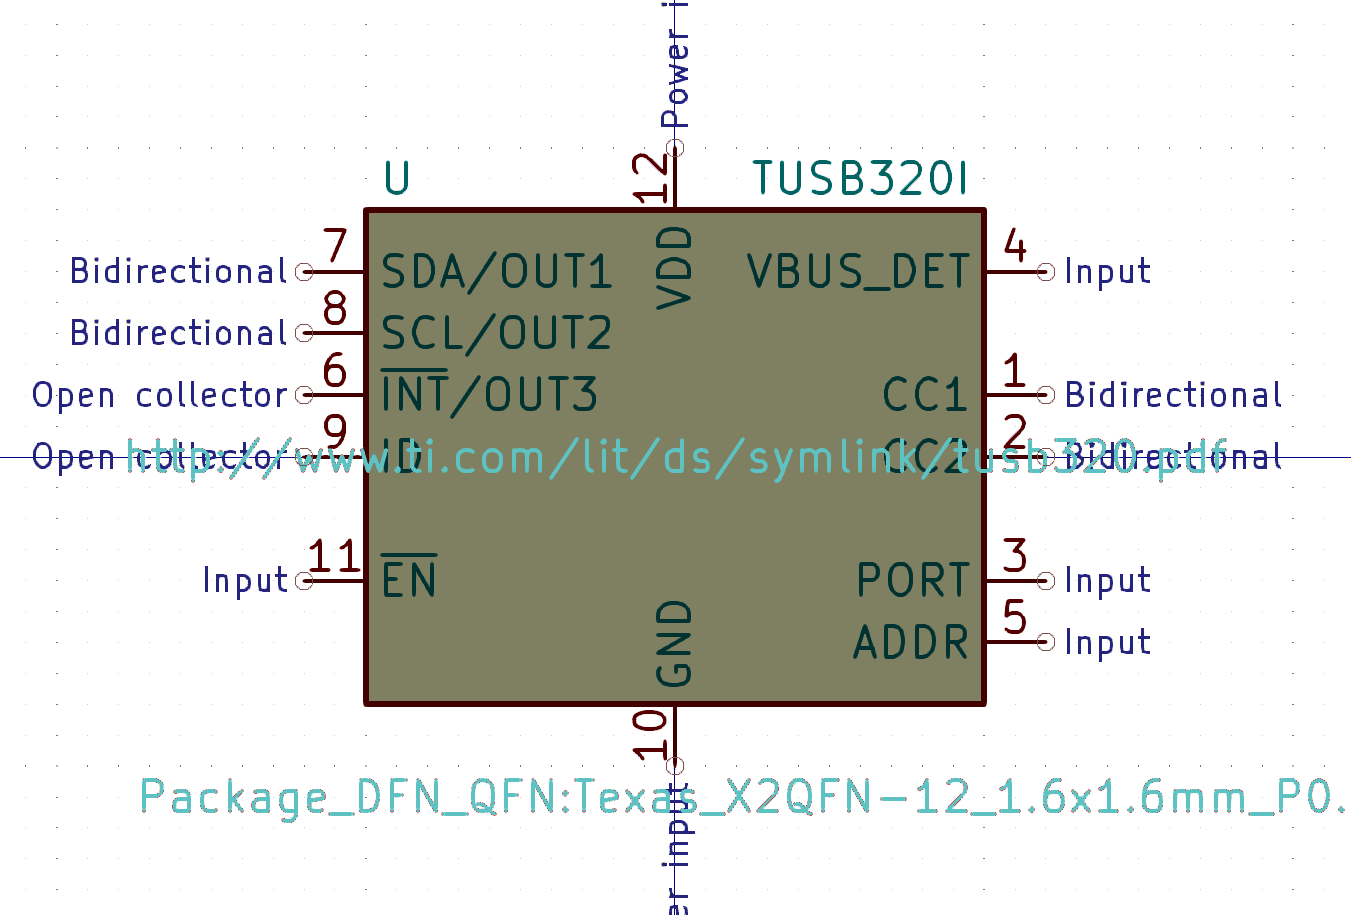 Power i
12
U
TUSB320I
VDD
7
Bidirectional
SDA/OUT1
VBUS_DET
4
Input
8
Bidirectional
SCL/OUT2
6
Open collector
INT/OUT3
CC1
1
Bidirectional
9
Open collector
ID
CC2
2
Bidirectional
http://www.ti.com/lit/ds/symlink/tusb320.pdf
11
Input
EN
PORT
3
Input
ADDR
5
Input
GND
10
Package_DFN_QFN:Texas_X2QFN-12_1.6x1.6mm_P0.
er input